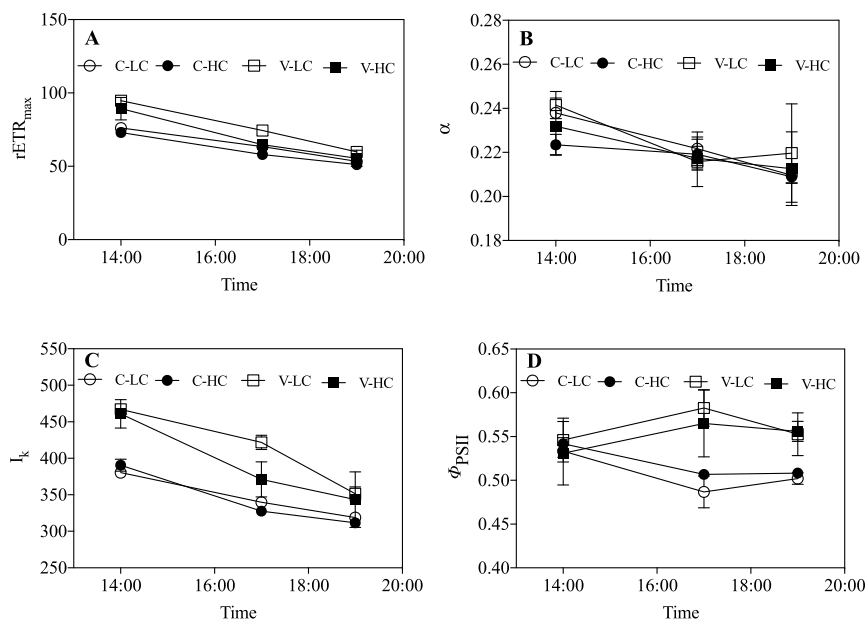 A
C-LC C-HC V-LC V-HC
150
100
50
0
rETRmax
14:00 16:00 18:00 20:00
Time
B
C-LC C-HC V-LC V-HC
0.28
0.26
0.24
0.22
0.20
0.18
α
14:00 16:00 18:00 20:00
Time
C
C-LC C-HC V-LC V-HC
550
500
450
400
350
300
250
Ik
14:00 16:00 18:00 20:00
Time
D
C-LC C-HC V-LC V-HC
0.65
0.60
0.55
0.50
0.45
0.40
ΦPSII
14:00 16:00 18:00 20:00
Time